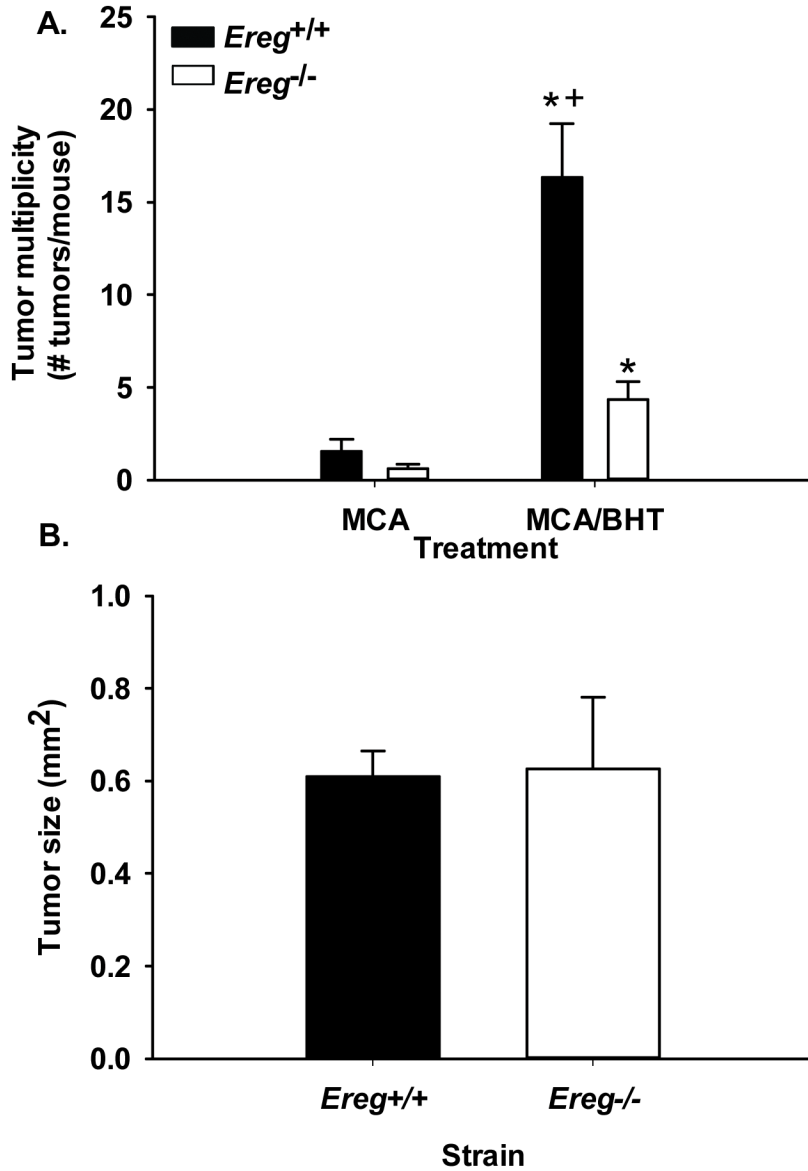 A.
Ereg+/+
Ereg-/-
Tumor multiplicity
(# tumors/mouse)
25
20
15
10
5
0
*+
*
MCA
MCA/BHT
Treatment
B.
Tumor size (mm2)
1.0
0.8
0.6
0.4
0.2
0.0
Ereg+/+
Ereg-/-
Strain